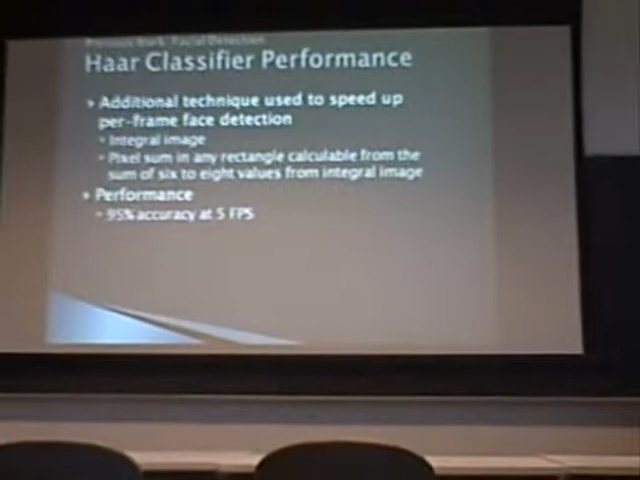 Previous Work: Facial Detection
Haar Classifier Performance
Additional technique used to speed up
per-frame face detection
Integral image
Pixel sum in any rectangle calculable from the
sum of six to eight values from integral image
Performance
95% accuracy at 5 FPS